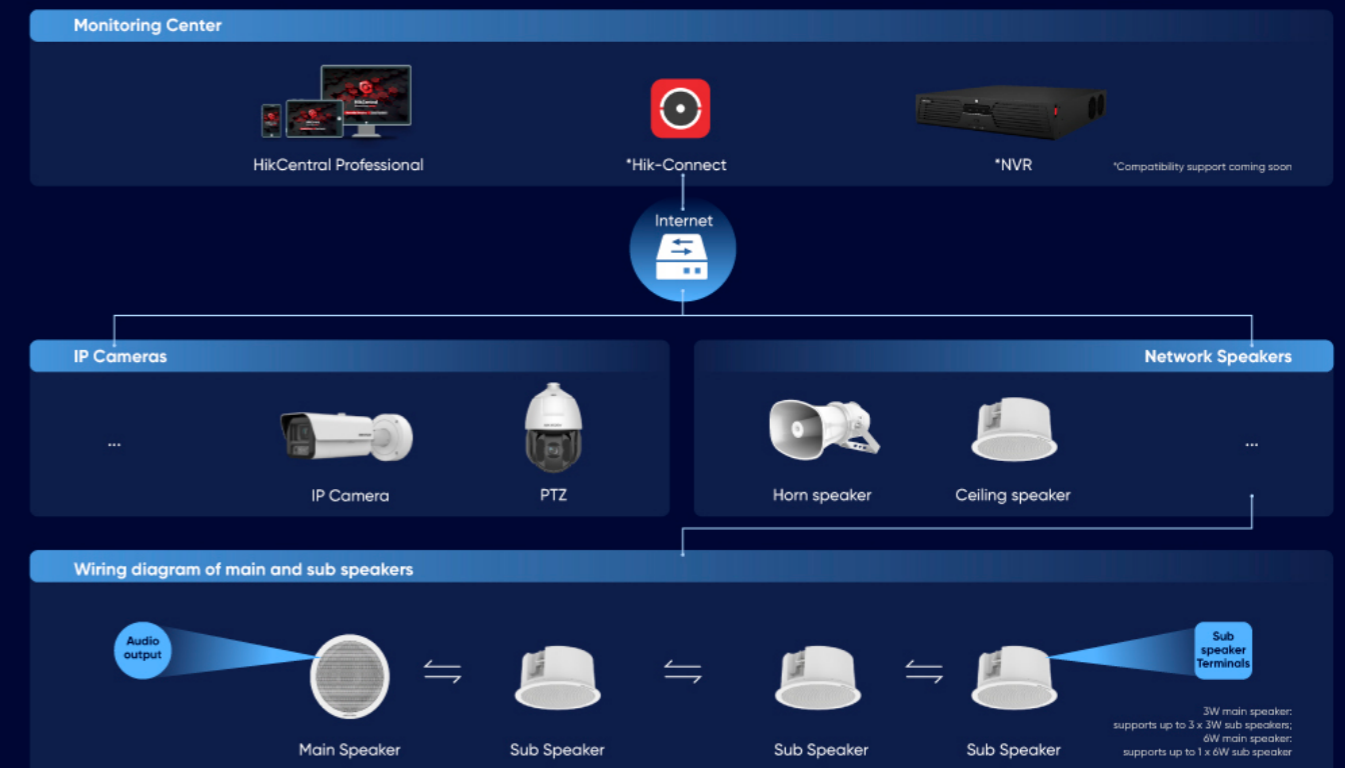 Monitoring Center
HikCentral Professional
*Hik-Connect
*NVR
*Compatibility support coming soon
Internet
IP Cameras
Network Speakers
...
IP Camera
PTZ
Horn speaker
Ceiling speaker
...
Wiring diagram of main and sub speakers
Audio
output
Sub
speaker
Terminals
Main Speaker
Sub Speaker
Sub Speaker
Sub Speaker
3W main speaker:
supports up to 3 x 3W sub speakers;
6W main speaker:
supports up to 1 x 6W sub speaker